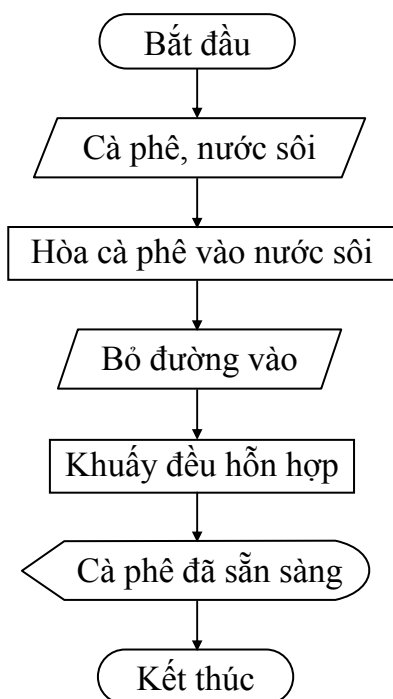 Bắt đầu
Cà phê, nước sôi
Hòa cà phê vào nước sôi
Bỏ đường vào
Khuấy đều hỗn hợp
Cà phê đã sẵn sàng
Kết thúc